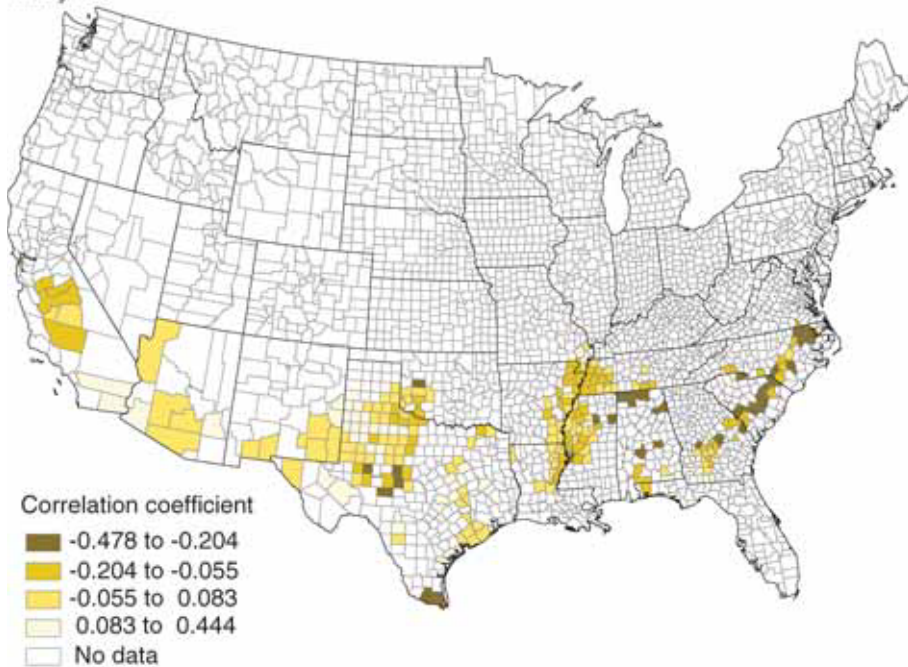 Correlation coefficient
-0.478 to -0.204
-0.204 to -0.055
-0.055 to 0.083
0.083 to 0.444
No data